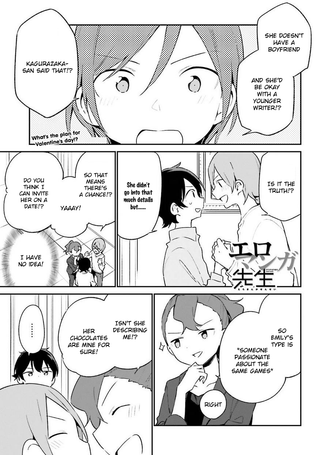 SHE DOESN'T
HAVE A
BOYFRIEND
AND SHE'D
BE OKAY
WITH A
YOUNGER
WRITER!?
KAGURAZAKA-
SAN SAID THAT!?
What's the plan for
Valentine's day!?
IS IT THE
TRUTH!?
She didn't
go into that
much details
but......
SO THAT
MEANS
THERE'S
A CHANCE!?
YAAAY!
DO YOU
THINK I
CAN INVITE
HER ON A
DATE!?
I HAVE
NO IDEA!
エロマンガ
先生
SO
EMILY'S
TYPE IS
"SOMEONE
PASSIONATE
ABOUT THE
SAME GAMES"
RIGHT
ISN'T SHE
DESCRIBING
ME!?
HER
CHOCOLATES
ARE MINE FOR
SURE!